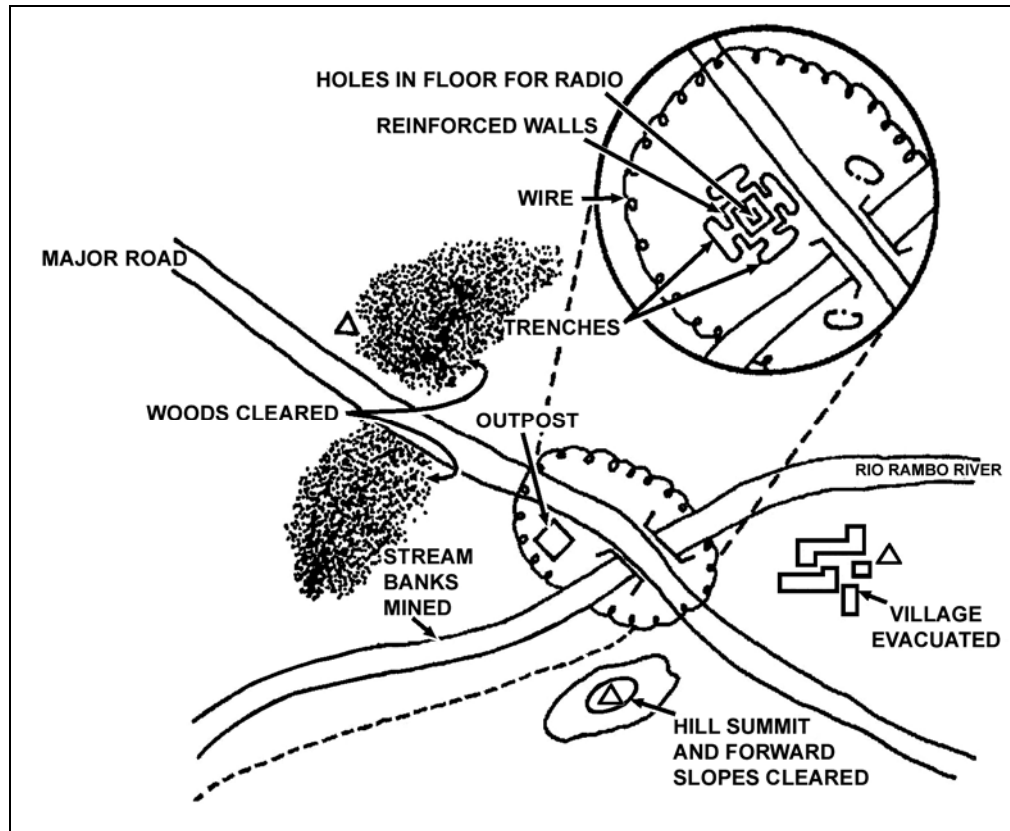 HOLES IN FLOOR FOR RADIO
REINFORCED WALLS
WIRE
MAJOR ROAD
TRENCHES
WOODS CLEARED
OUTPOST
RIO RAMBO RIVER
STREAM
BANKS
MINED
VILLAGE
EVACUATED
HILL SUMMIT
AND FORWARD
SLOPES CLEARED